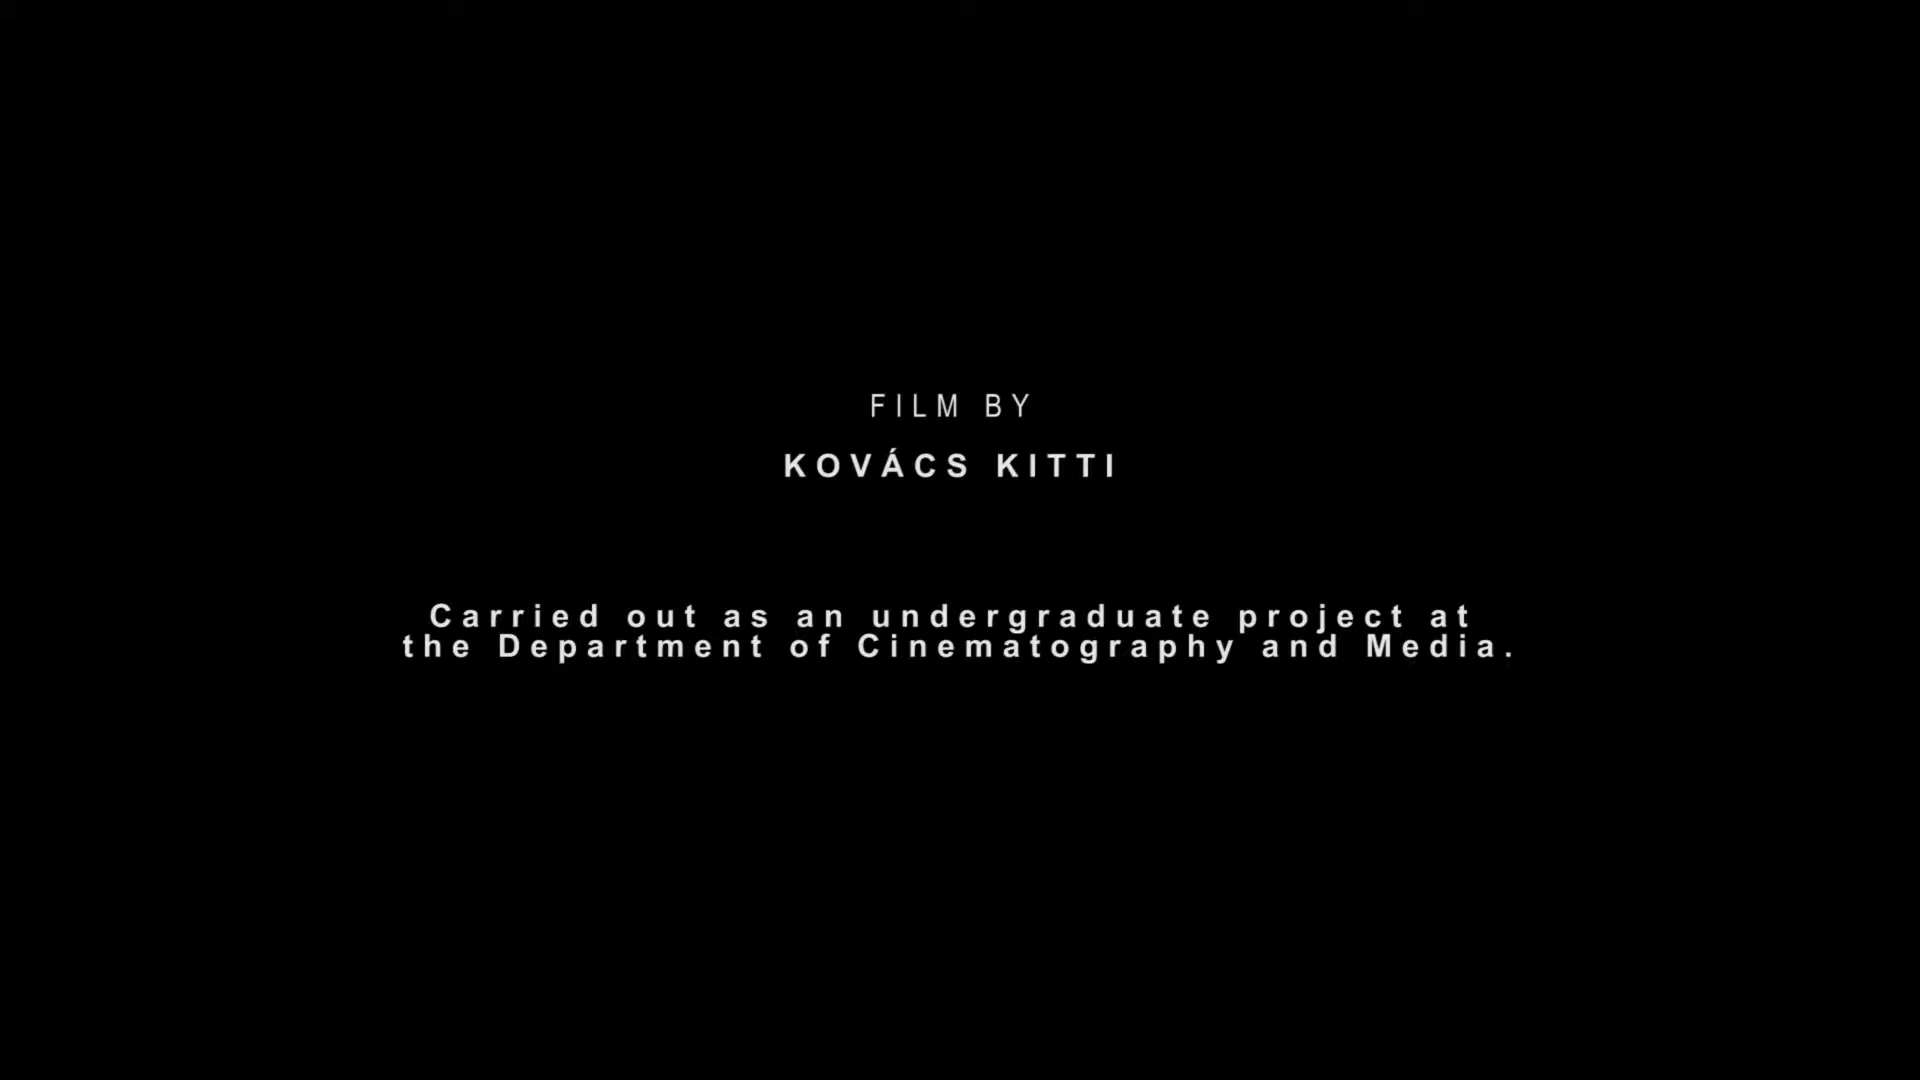 FILM BY
KOVÁCS KITTI
Carried out as an undergraduate project at
the Department of Cinematography and Media.